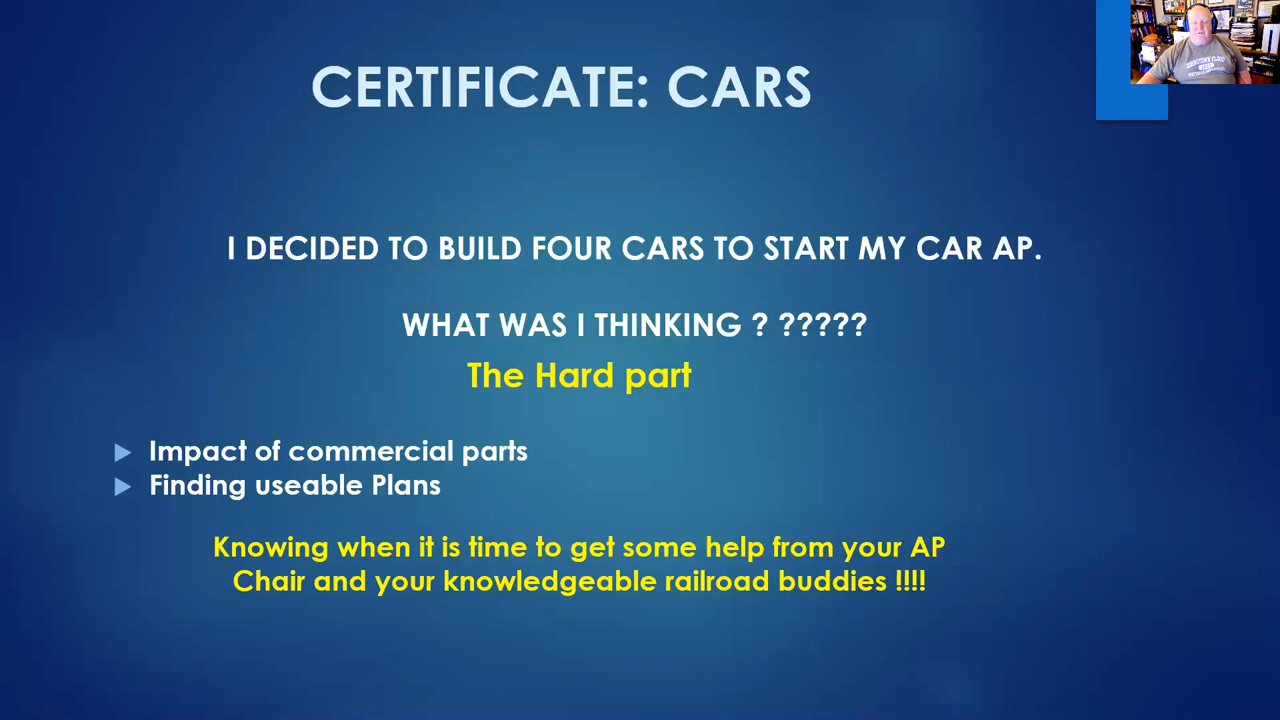 CERTIFICATE: CARS
I DECIDED TO BUILD FOUR CARS TO START MY CAR AP.
WHAT WAS I THINKING ? ?????
The Hard part
Impact of commercial parts
Finding useable Plans
Knowing when it is time to get some help from your AP
Chair and your knowledgeable railroad buddies !!!!
JOHNSTOWN FLOOD